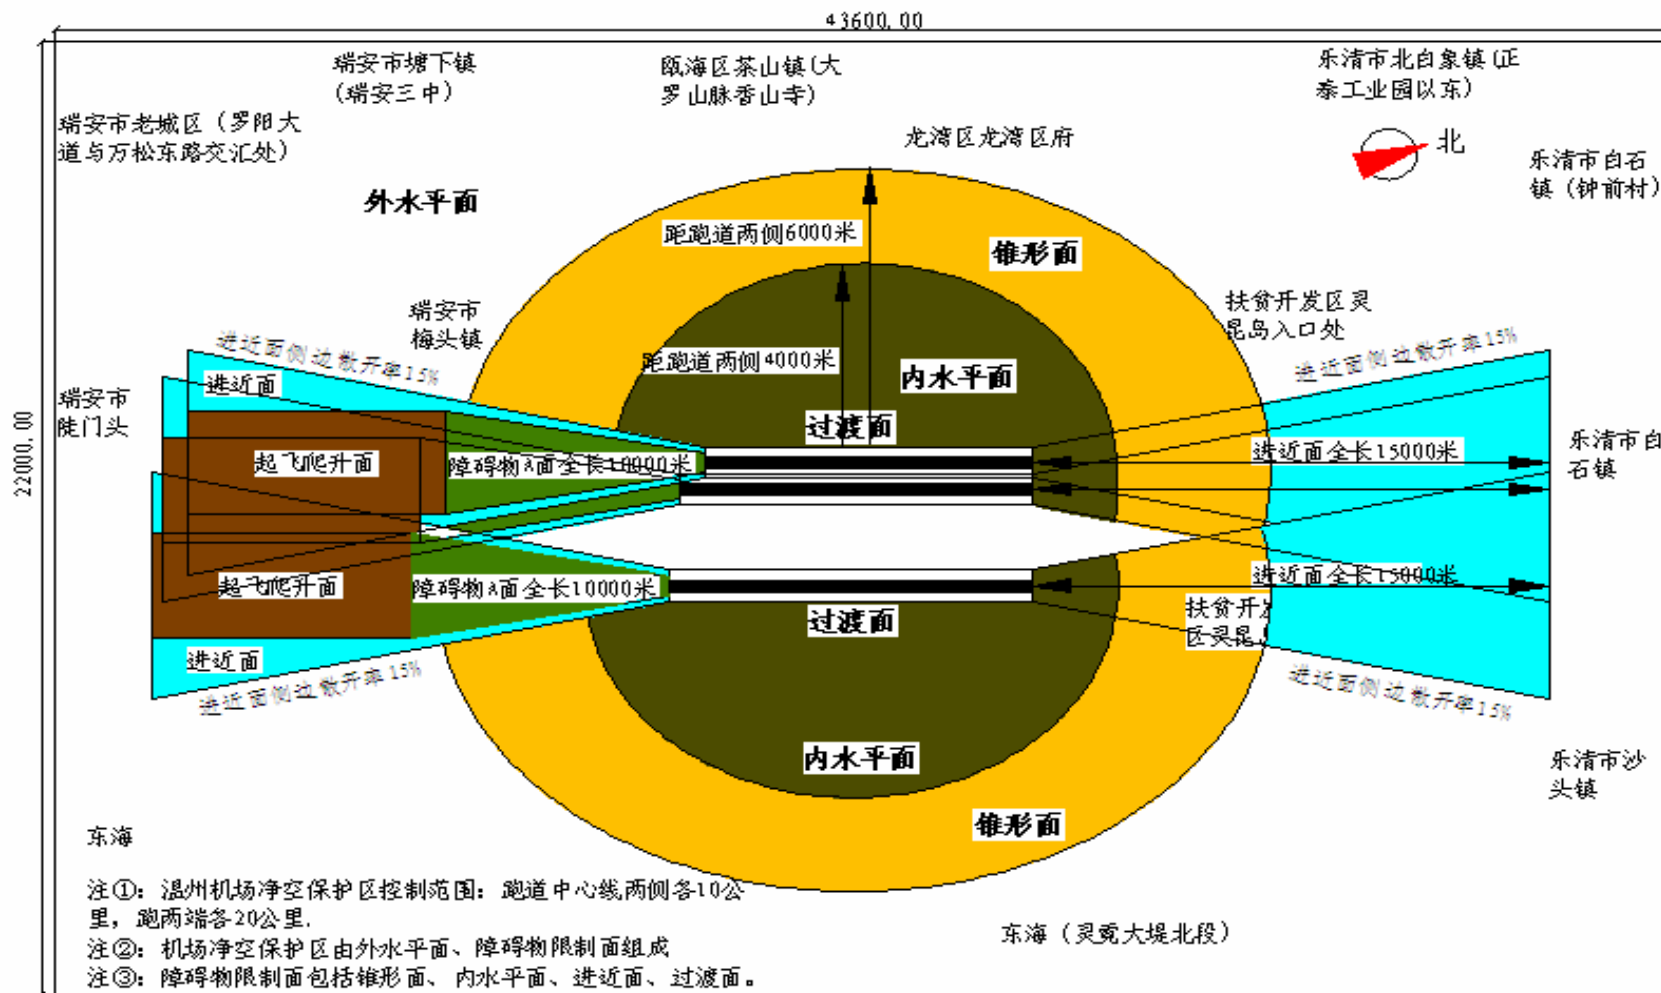 43600.00
瑞安市塘下镇
(瑞安三中)
瓯海区茶山镇(大
罗山脉香山寺)
乐清市北白象镇(正
泰工业园以东)
瑞安市老城区(罗阳大
道与万松东路交汇处)
龙湾区龙湾区府
北
乐清市白石
镇(钟前村)
外水平面
距跑道两侧6000米
锥形面
瑞安市
梅头镇
扶贫开发区灵
昆岛入口处
进近面侧边散开率15%
进近面侧边散开率15%
距跑道两侧4000米
内水平面
进近面
瑞安市
陡门头
22000.00
过渡面
起飞爬升面
障碍物A面全长10000米
进近面全长15000米
乐清市白
石镇
起飞爬升面
障碍物A面全长10000米
进近面全长15000米
过渡面
扶贫开发
区灵昆
进近面
进近面侧边散开率15%
进近面侧边散开率15%
内水平面
乐清市沙
头镇
锥形面
东海
注①：温州机场净空保护区控制范围：跑道中心线两侧各10公
里，跑两端各20公里.
东海(灵霓大堤北段)
注②：机场净空保护区由外水平面、障碍物限制面组成
注③：障碍物限制面包括锥形面、内水平面、进近面、过渡面。